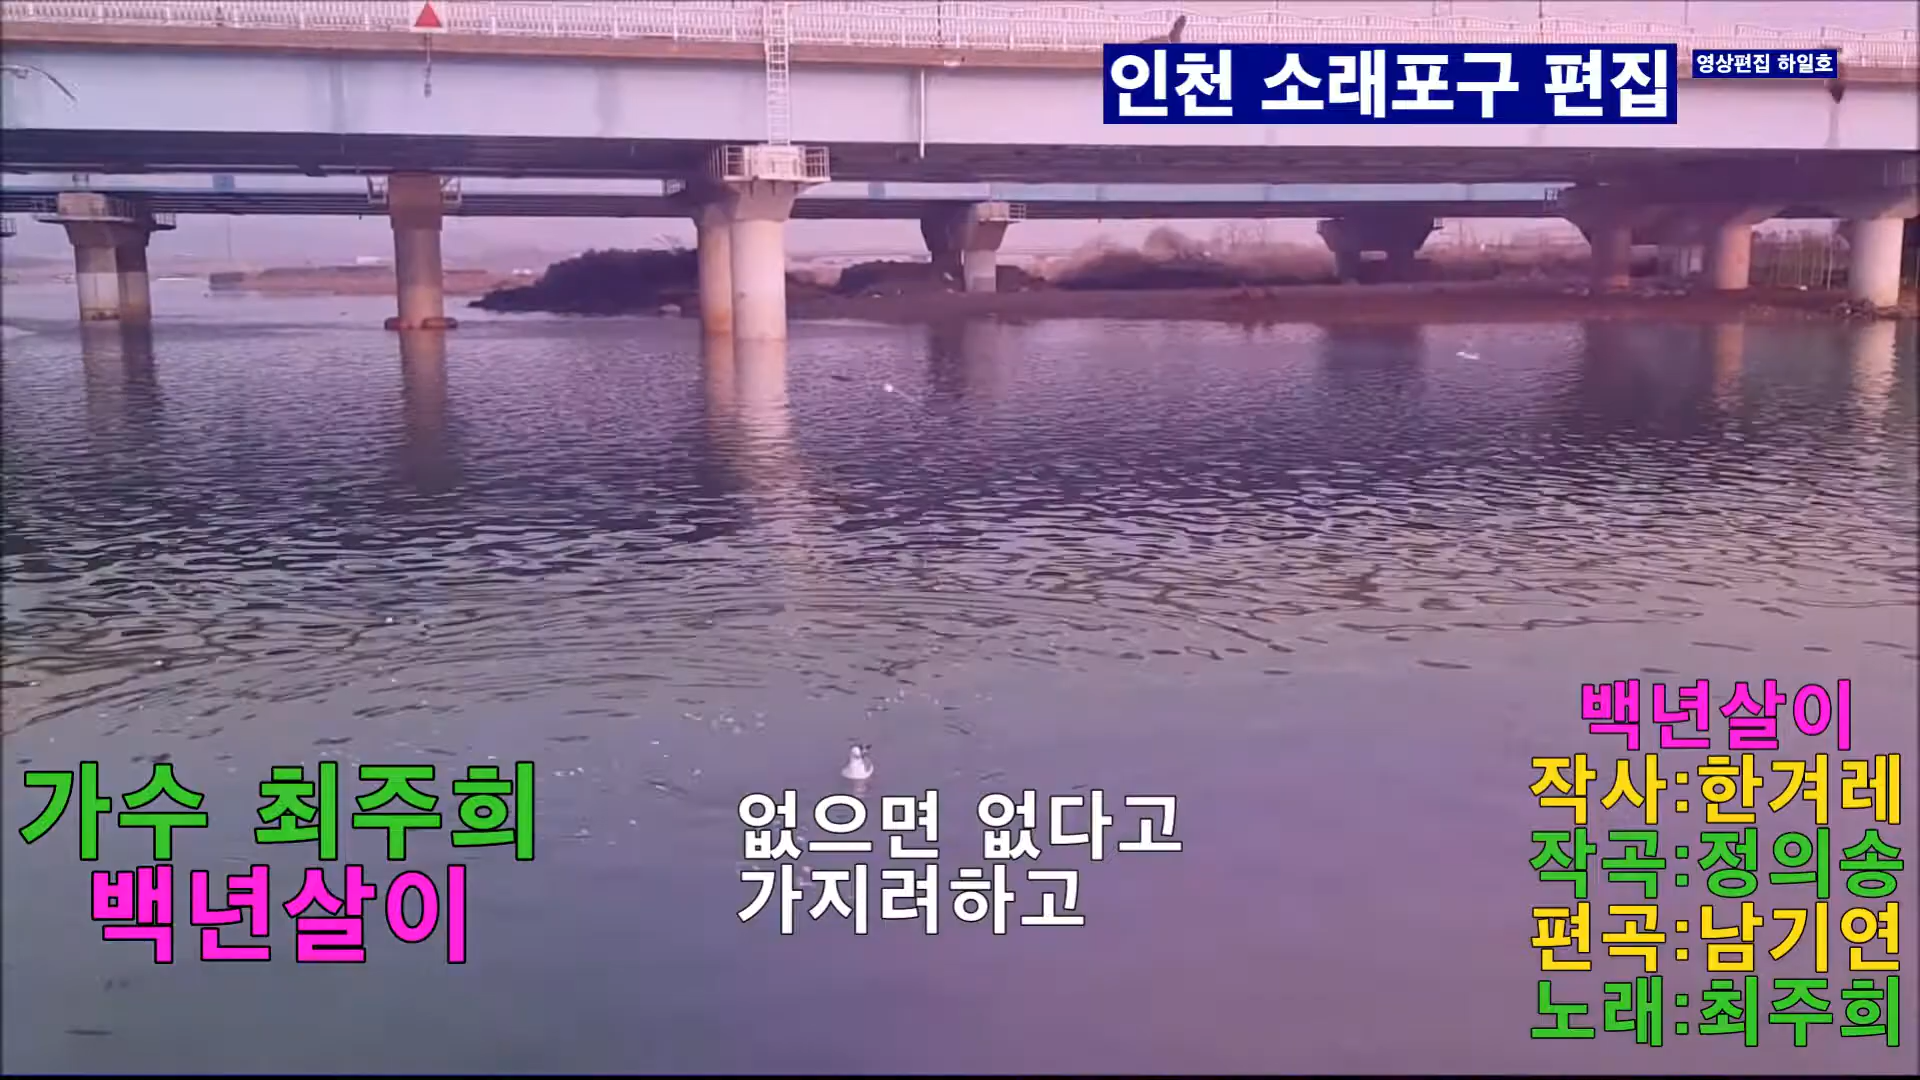 인천 소래포구 편집
영상편집 하일호
가수 최주희
백년살이
없으면 없다고
가지려하고
백년살이
작사:한겨레
작곡:정의송
편곡:남기연
노래:최주희